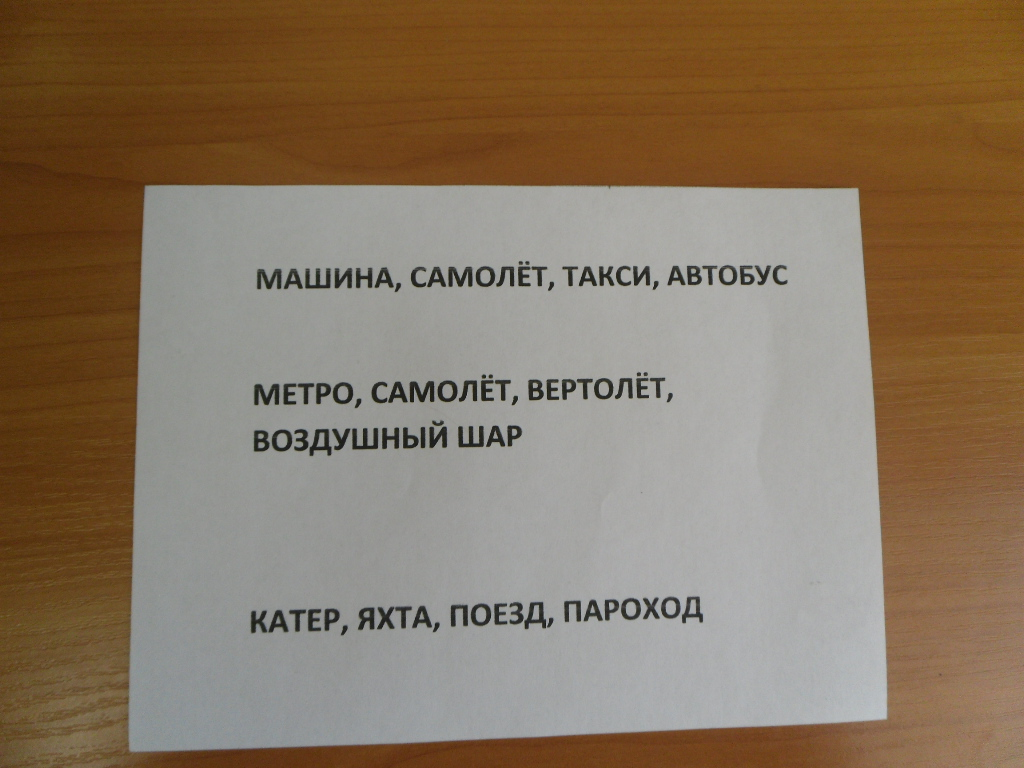 МАШИНА, САМОЛЁТ, ТАКСИ, АВТОБУС
МЕТРО, САМОЛЁТ, ВЕРТОЛЁТ,
ВОЗДУШНЫЙ ШАР
КАТЕР, ЯХТА, ПОЕЗД, ПАРОХОД